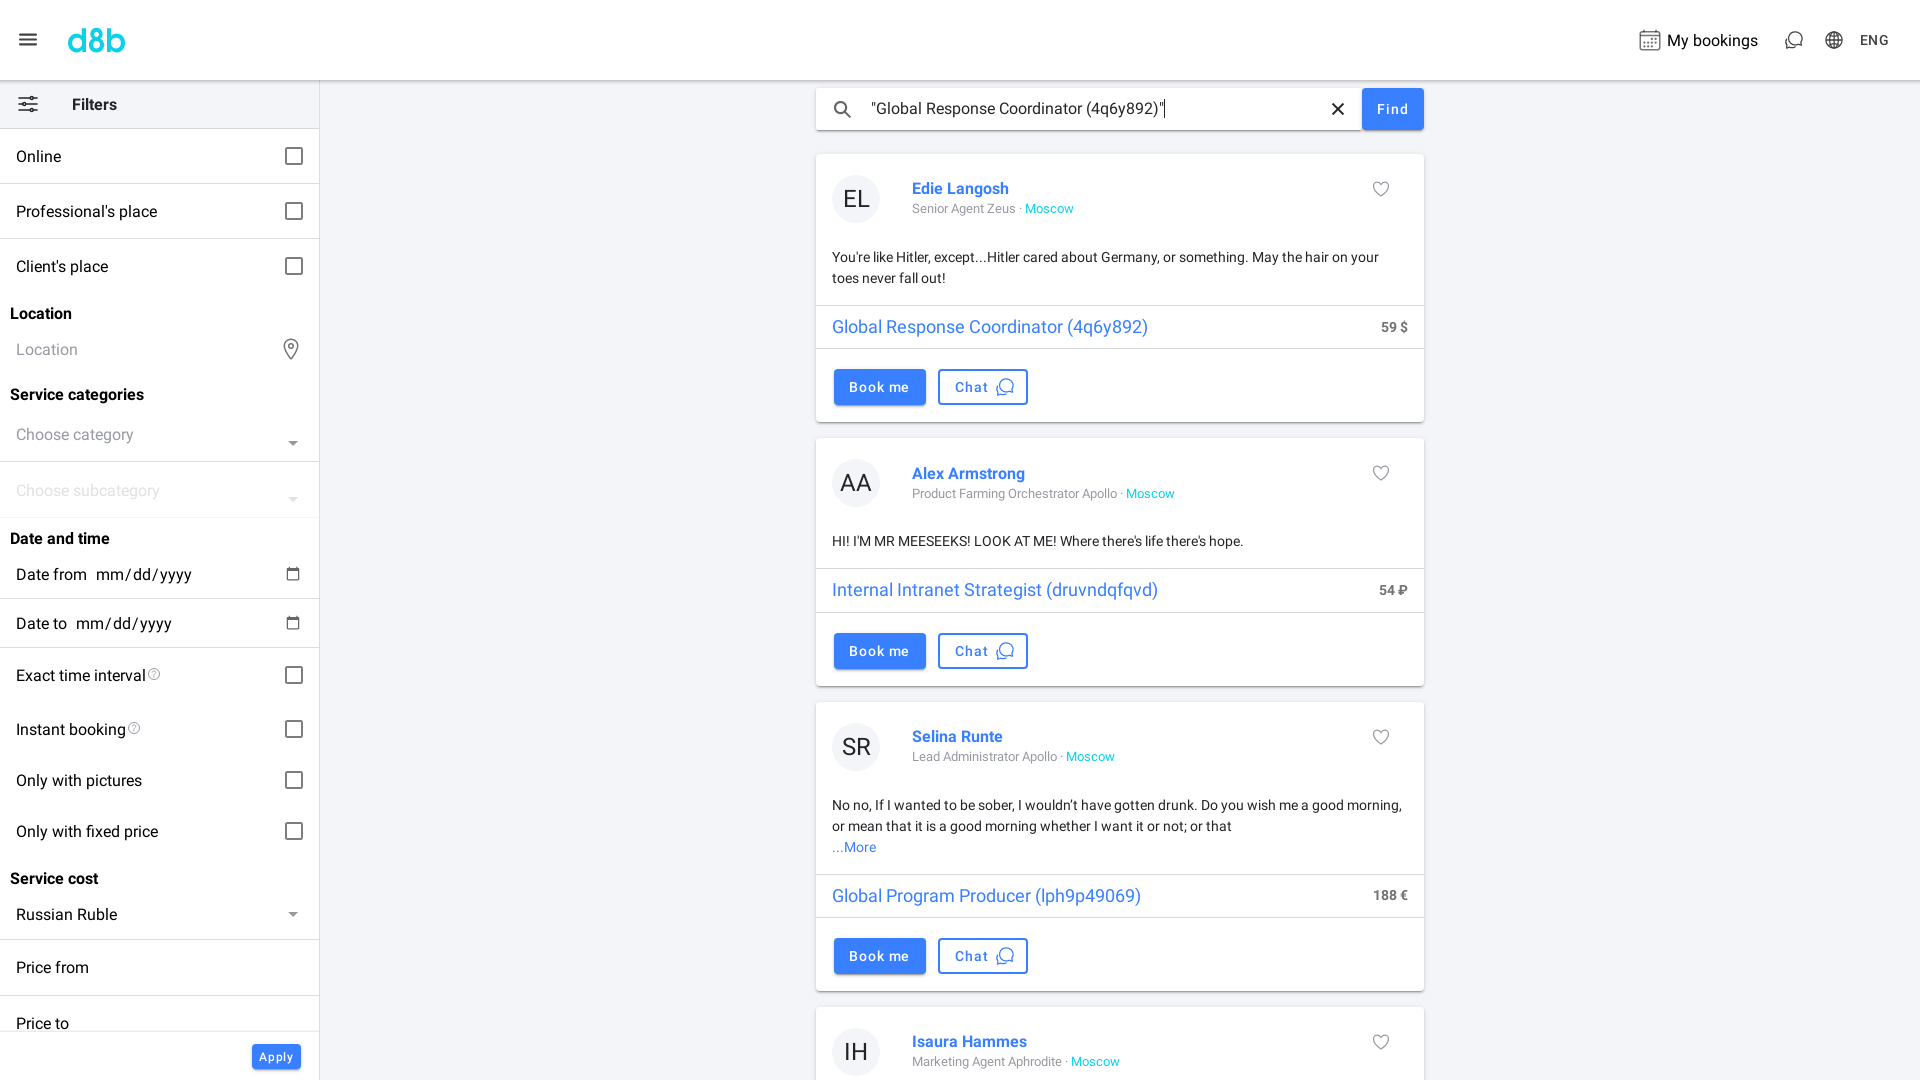 d8b
My bookings
ENG
Filters
Online
Professional's place
Client's place
Location
Location
Service categories
Choose category
Choose subcategory
Date and time
Date from mm/dd/yyyy
Date to mm/dd/yyyy
Exact time interval
Instant booking
Only with pictures
Only with fixed price
Service cost
Russian Ruble
Price from
Price to
Apply
"Global Response Coordinator (4q6y892)"
Find
EL
Edie Langosh
Senior Agent Zeus · Moscow
You're like Hitler, except...Hitler cared about Germany, or something. May the hair on your
toes never fall out!
Global Response Coordinator (4q6y892) 59 $
Book me Chat
AA
Alex Armstrong
Product Farming Orchestrator Apollo · Moscow
HI! I'M MR MEESEEKS! LOOK AT ME! Where there's life there's hope.
Internal Intranet Strategist (druvndqfqvd) 54 ₽
Book me Chat
SR
Selina Runte
Lead Administrator Apollo · Moscow
No no, If I wanted to be sober, I wouldn’t have gotten drunk. Do you wish me a good morning,
or mean that it is a good morning whether I want it or not; or that
...More
Global Program Producer (lph9p49069) 188 €
Book me Chat
IH
Isaura Hammes
Marketing Agent Aphrodite · Moscow